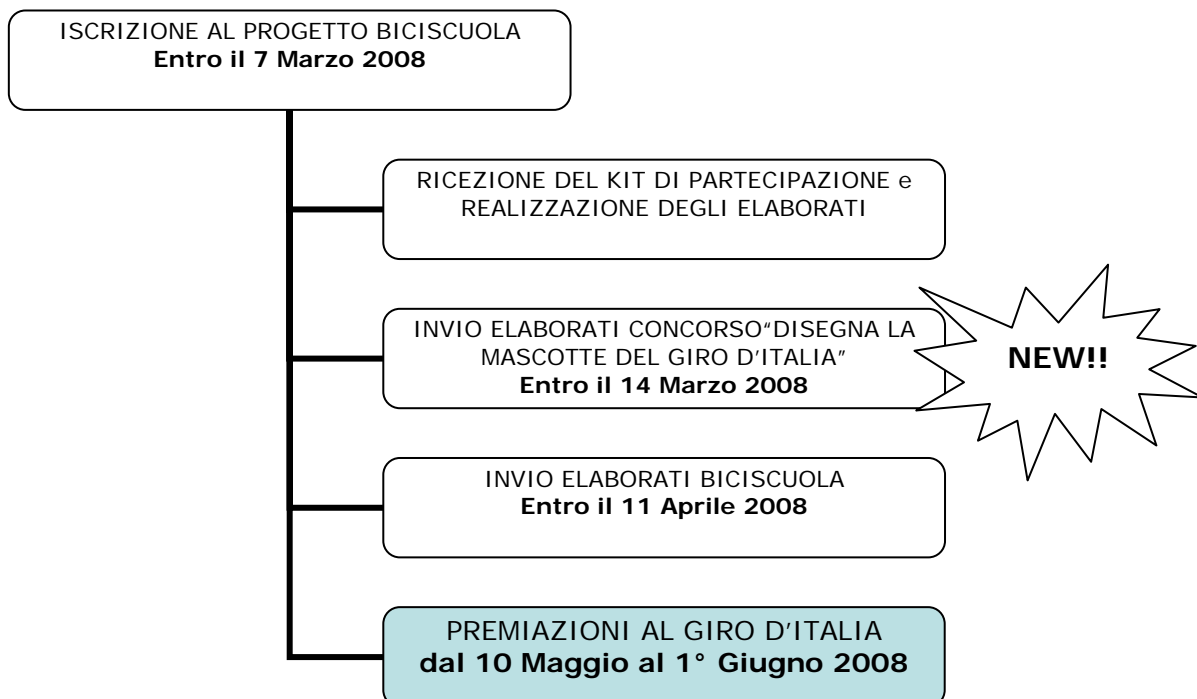 ISCRIZIONE AL PROGETTO BICISCUOLA
Entro il 7 Marzo 2008
RICEZIONE DEL KIT DI PARTECIPAZIONE e
REALIZZAZIONE DEGLI ELABORATI
INVIO ELABORATI CONCORSO“DISEGNA LA
MASCOTTE DEL GIRO D’ITALIA”
Entro il 14 Marzo 2008
NEW!!
INVIO ELABORATI BICISCUOLA
Entro il 11 Aprile 2008
PREMIAZIONI AL GIRO D’ITALIA
dal 10 Maggio al 1° Giugno 2008